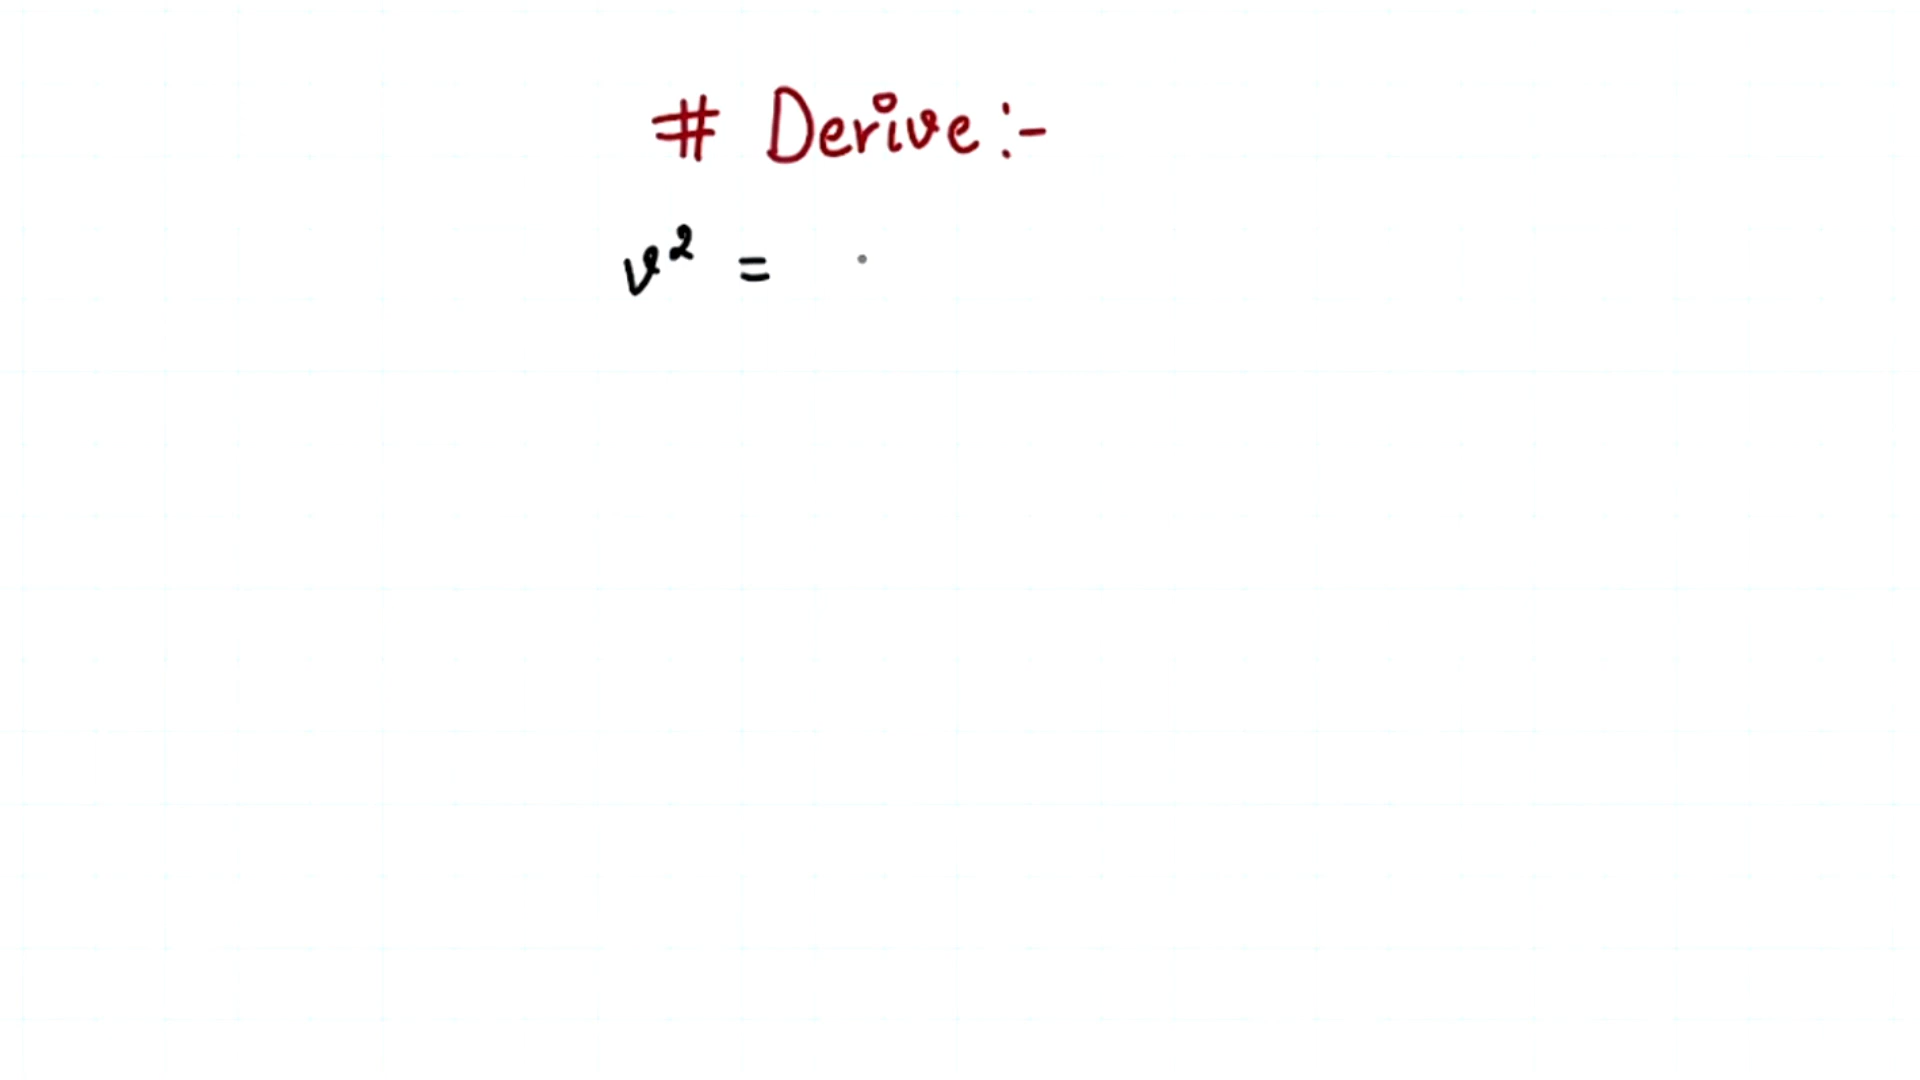 # Derive :-
v² =